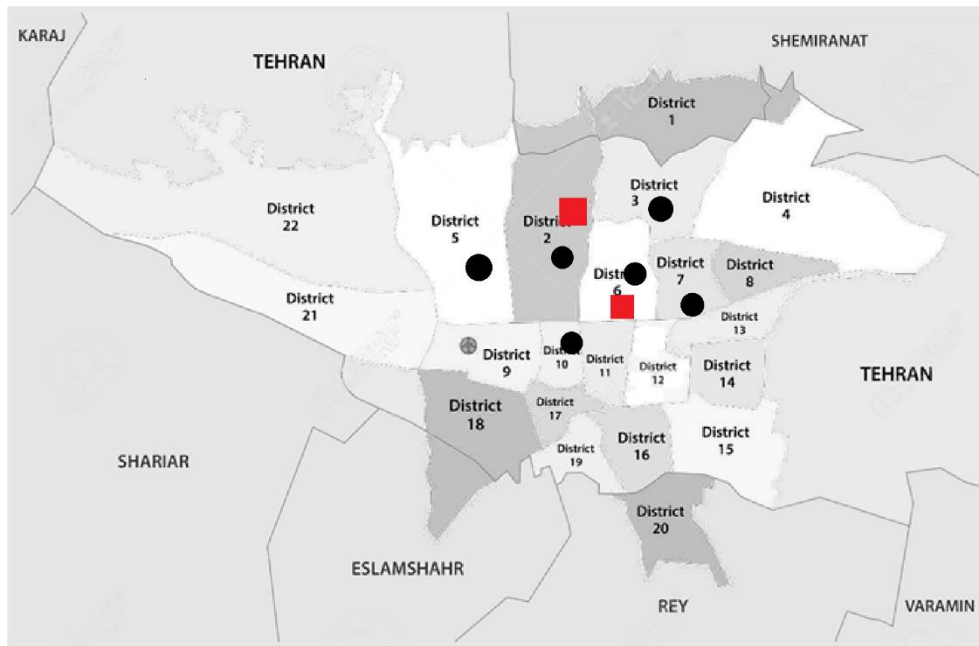 KARAJ
TEHRAN
SHEMIRANAT
District
1
District
3
District
4
District
22
District
5
District
2
District
6
District
7
District
8
District
21
District
13
District
9
District
10
District
11
District
12
District
14
TEHRAN
District
18
District
17
District
16
District
15
District
19
SHARIAR
District
20
ESLAMSHAHR
REY
VARAMIN